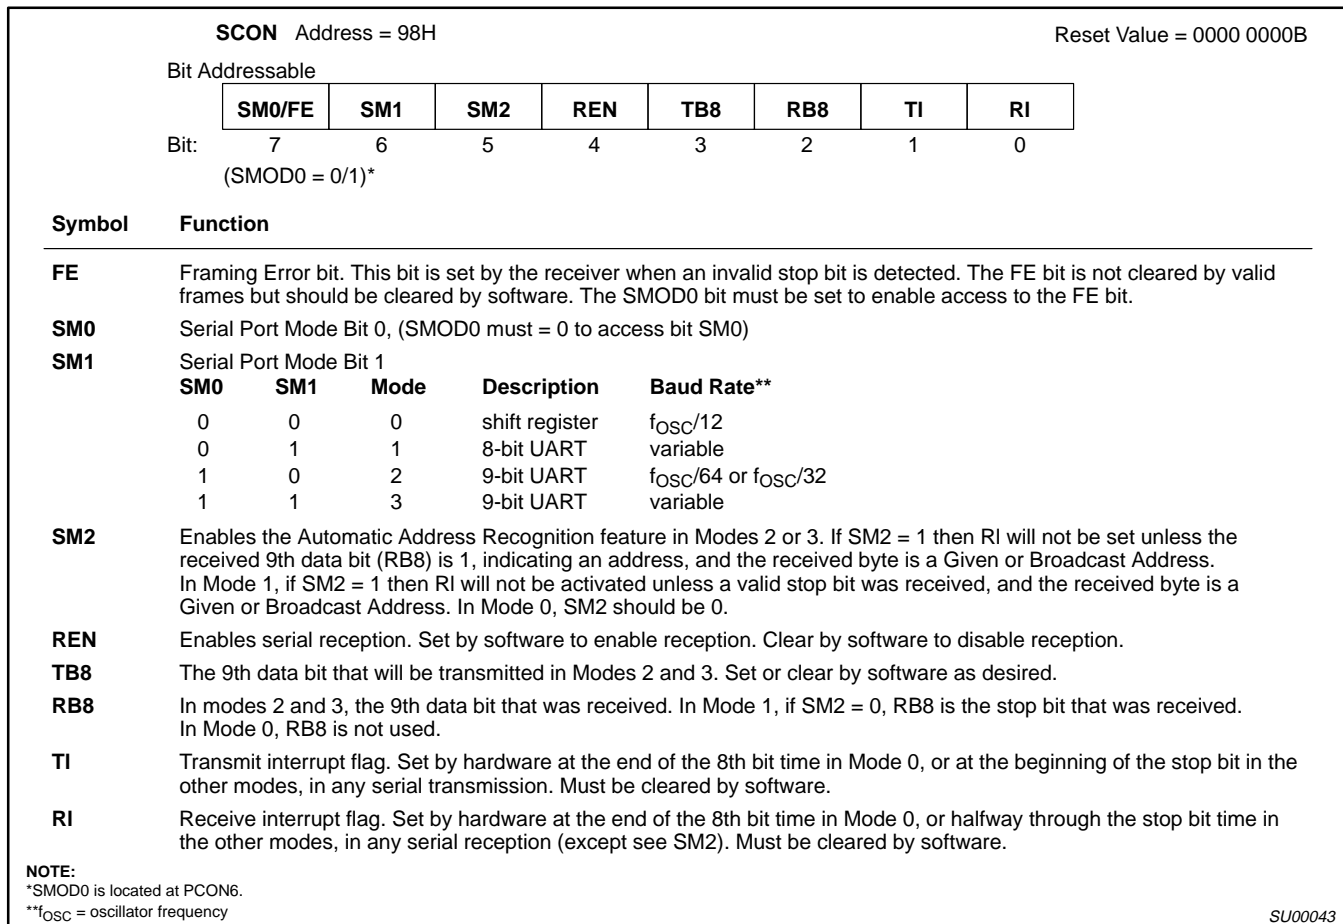 SCON Address = 98H Reset Value = 0000 0000B
Bit Addressable
SM0/FE SM1 SM2 REN TB8 RB8 TI RI
Bit: 7 6 5 4 3 2 1 0
(SMOD0 = 0/1)*
Symbol Function
FE Framing Error bit. This bit is set by the receiver when an invalid stop bit is detected. The FE bit is not cleared by valid
frames but should be cleared by software. The SMOD0 bit must be set to enable access to the FE bit.
SM0 Serial Port Mode Bit 0, (SMOD0 must = 0 to access bit SM0)
SM1 Serial Port Mode Bit 1
SM0 SM1 Mode Description Baud Rate**
0 0 0 shift register fOSC/12
0 1 1 8-bit UART variable
1 0 2 9-bit UART fOSC/64 or fOSC/32
1 1 3 9-bit UART variable
SM2 Enables the Automatic Address Recognition feature in Modes 2 or 3. If SM2 = 1 then RI will not be set unless the
received 9th data bit (RB8) is 1, indicating an address, and the received byte is a Given or Broadcast Address.
In Mode 1, if SM2 = 1 then RI will not be activated unless a valid stop bit was received, and the received byte is a
Given or Broadcast Address. In Mode 0, SM2 should be 0.
REN Enables serial reception. Set by software to enable reception. Clear by software to disable reception.
TB8 The 9th data bit that will be transmitted in Modes 2 and 3. Set or clear by software as desired.
RB8 In modes 2 and 3, the 9th data bit that was received. In Mode 1, if SM2 = 0, RB8 is the stop bit that was received.
In Mode 0, RB8 is not used.
TI Transmit interrupt flag. Set by hardware at the end of the 8th bit time in Mode 0, or at the beginning of the stop bit in the
other modes, in any serial transmission. Must be cleared by software.
RI Receive interrupt flag. Set by hardware at the end of the 8th bit time in Mode 0, or halfway through the stop bit time in
the other modes, in any serial reception (except see SM2). Must be cleared by software.
NOTE:
*SMOD0 is located at PCON6.
**fOSC = oscillator frequency
SU00043